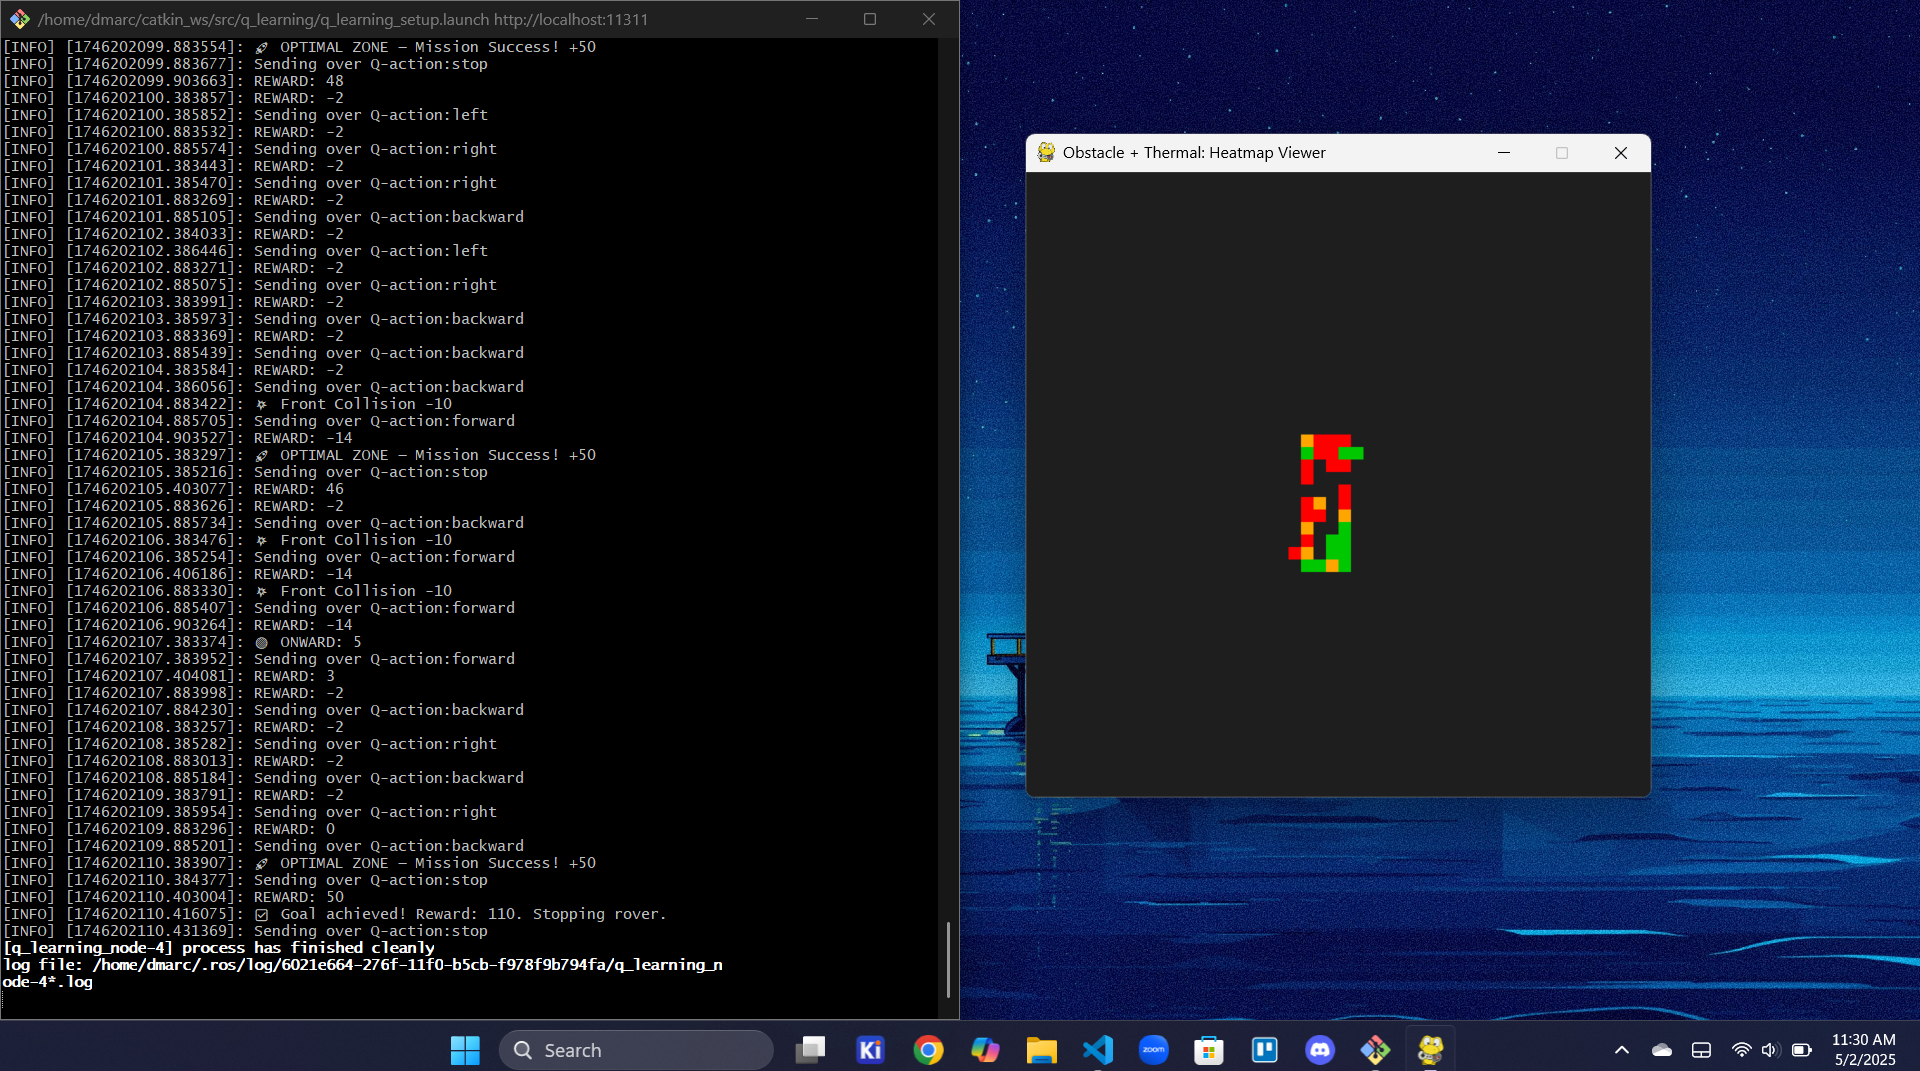 /home/dmarc/catkin_ws/src/q_learning/q_learning_setup.launch http://localhost:11311
[INFO] [1746202099.883554]: 🚀 OPTIMAL ZONE – Mission Success! +50
[INFO] [1746202099.883677]: Sending over Q-action:stop
[INFO] [1746202099.903663]: REWARD: 48
[INFO] [1746202100.383857]: REWARD: -2
[INFO] [1746202100.385852]: Sending over Q-action:left
[INFO] [1746202100.883532]: REWARD: -2
[INFO] [1746202100.885574]: Sending over Q-action:right
[INFO] [1746202101.383443]: REWARD: -2
[INFO] [1746202101.385470]: Sending over Q-action:right
[INFO] [1746202101.883269]: REWARD: -2
[INFO] [1746202101.885105]: Sending over Q-action:backward
[INFO] [1746202102.384033]: REWARD: -2
[INFO] [1746202102.386446]: Sending over Q-action:left
[INFO] [1746202102.883271]: REWARD: -2
[INFO] [1746202102.885075]: Sending over Q-action:right
[INFO] [1746202103.383991]: REWARD: -2
[INFO] [1746202103.385973]: Sending over Q-action:backward
[INFO] [1746202103.883369]: REWARD: -2
[INFO] [1746202103.885439]: Sending over Q-action:backward
[INFO] [1746202104.383584]: REWARD: -2
[INFO] [1746202104.386056]: Sending over Q-action:backward
[INFO] [1746202104.883422]: 💥 Front Collision -10
[INFO] [1746202104.885705]: Sending over Q-action:forward
[INFO] [1746202104.903527]: REWARD: -14
[INFO] [1746202105.383297]: 🚀 OPTIMAL ZONE – Mission Success! +50
[INFO] [1746202105.385216]: Sending over Q-action:stop
[INFO] [1746202105.403077]: REWARD: 46
[INFO] [1746202105.883626]: REWARD: -2
[INFO] [1746202105.885734]: Sending over Q-action:backward
[INFO] [1746202106.383476]: 💥 Front Collision -10
[INFO] [1746202106.385254]: Sending over Q-action:forward
[INFO] [1746202106.406186]: REWARD: -14
[INFO] [1746202106.883330]: 💥 Front Collision -10
[INFO] [1746202106.885407]: Sending over Q-action:forward
[INFO] [1746202106.903264]: REWARD: -14
[INFO] [1746202107.383374]: 🟡 ONWARD: 5
[INFO] [1746202107.383952]: Sending over Q-action:forward
[INFO] [1746202107.404081]: REWARD: 3
[INFO] [1746202107.883998]: REWARD: -2
[INFO] [1746202107.884230]: Sending over Q-action:backward
[INFO] [1746202108.383257]: REWARD: -2
[INFO] [1746202108.385282]: Sending over Q-action:right
[INFO] [1746202108.883013]: REWARD: -2
[INFO] [1746202108.885184]: Sending over Q-action:backward
[INFO] [1746202109.383791]: REWARD: -2
[INFO] [1746202109.385954]: Sending over Q-action:right
[INFO] [1746202109.883296]: REWARD: 0
[INFO] [1746202109.885201]: Sending over Q-action:backward
[INFO] [1746202110.383907]: 🚀 OPTIMAL ZONE – Mission Success! +50
[INFO] [1746202110.384377]: Sending over Q-action:stop
[INFO] [1746202110.403004]: REWARD: 50
[INFO] [1746202110.416075]: ☑ Goal achieved! Reward: 110. Stopping rover.
[INFO] [1746202110.431369]: Sending over Q-action:stop
[q_learning_node-4] process has finished cleanly
log file: /home/dmarc/.ros/log/6021e664-276f-11f0-b5cb-f978f9b794fa/q_learning_n
ode-4*.log
Obstacle + Thermal: Heatmap Viewer
Search
Ki
zoom
11:30 AM
5/2/2025